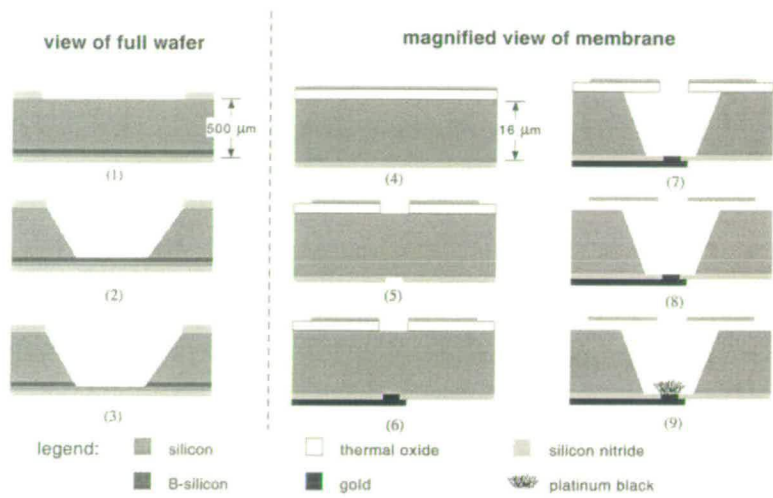 view of full wafer
magnified view of membrane
500 µm
(1)
16 µm
(4)
(7)
(2)
(5)
(8)
(3)
(6)
(9)
legend:
silicon
thermal oxide
silicon nitride
B-silicon
gold
platinum black